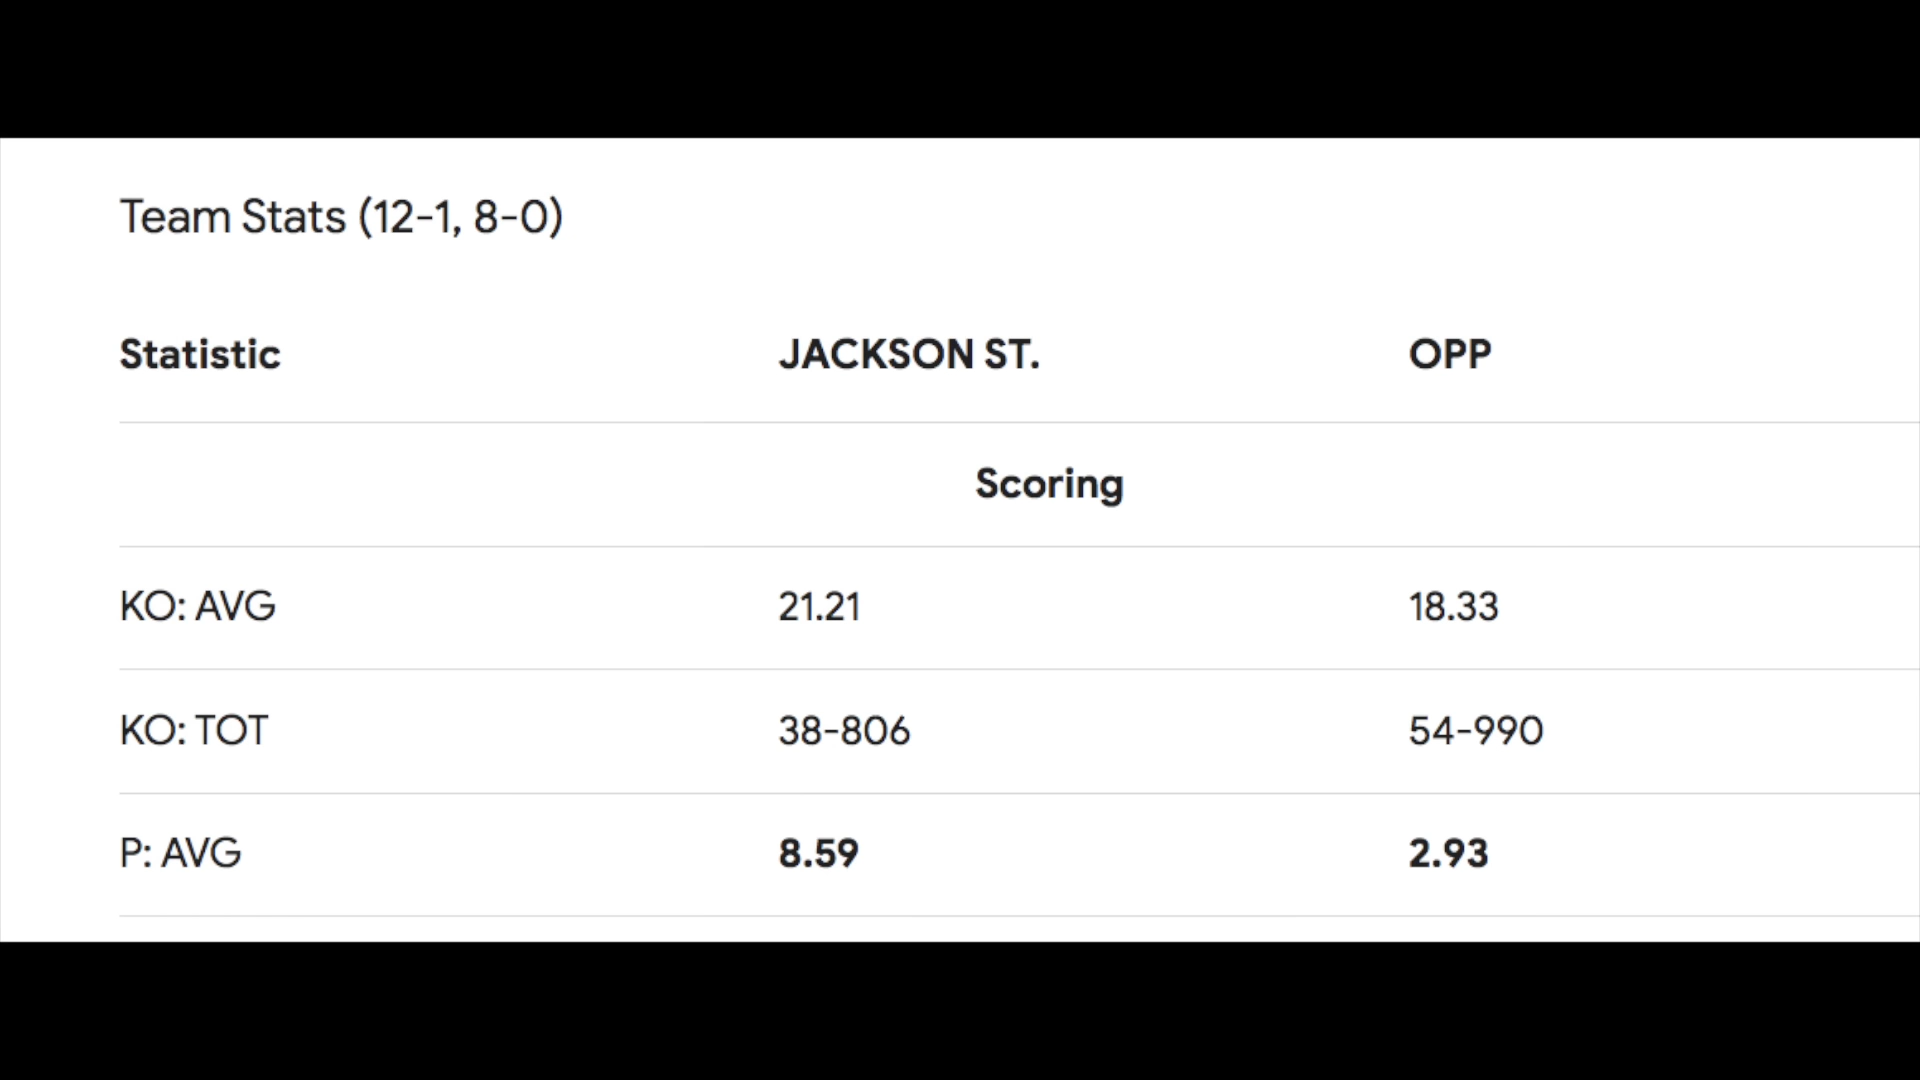 Team Stats (12-1, 8-0)
Statistic JACKSON ST. OPP
Scoring
KO: AVG 21.21 18.33
KO: TOT 38-806 54-990
P: AVG 8.59 2.93